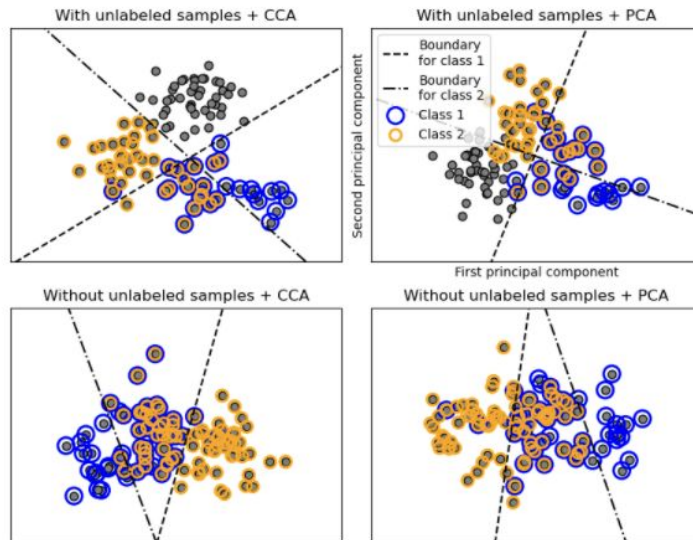 With unlabeled samples + CCA
With unlabeled samples + PCA
Boundary
for class 1
Boundary
for class 2
Class 1
Class 2
Second principal component
First principal component
Without unlabeled samples + CCA
Without unlabeled samples + PCA